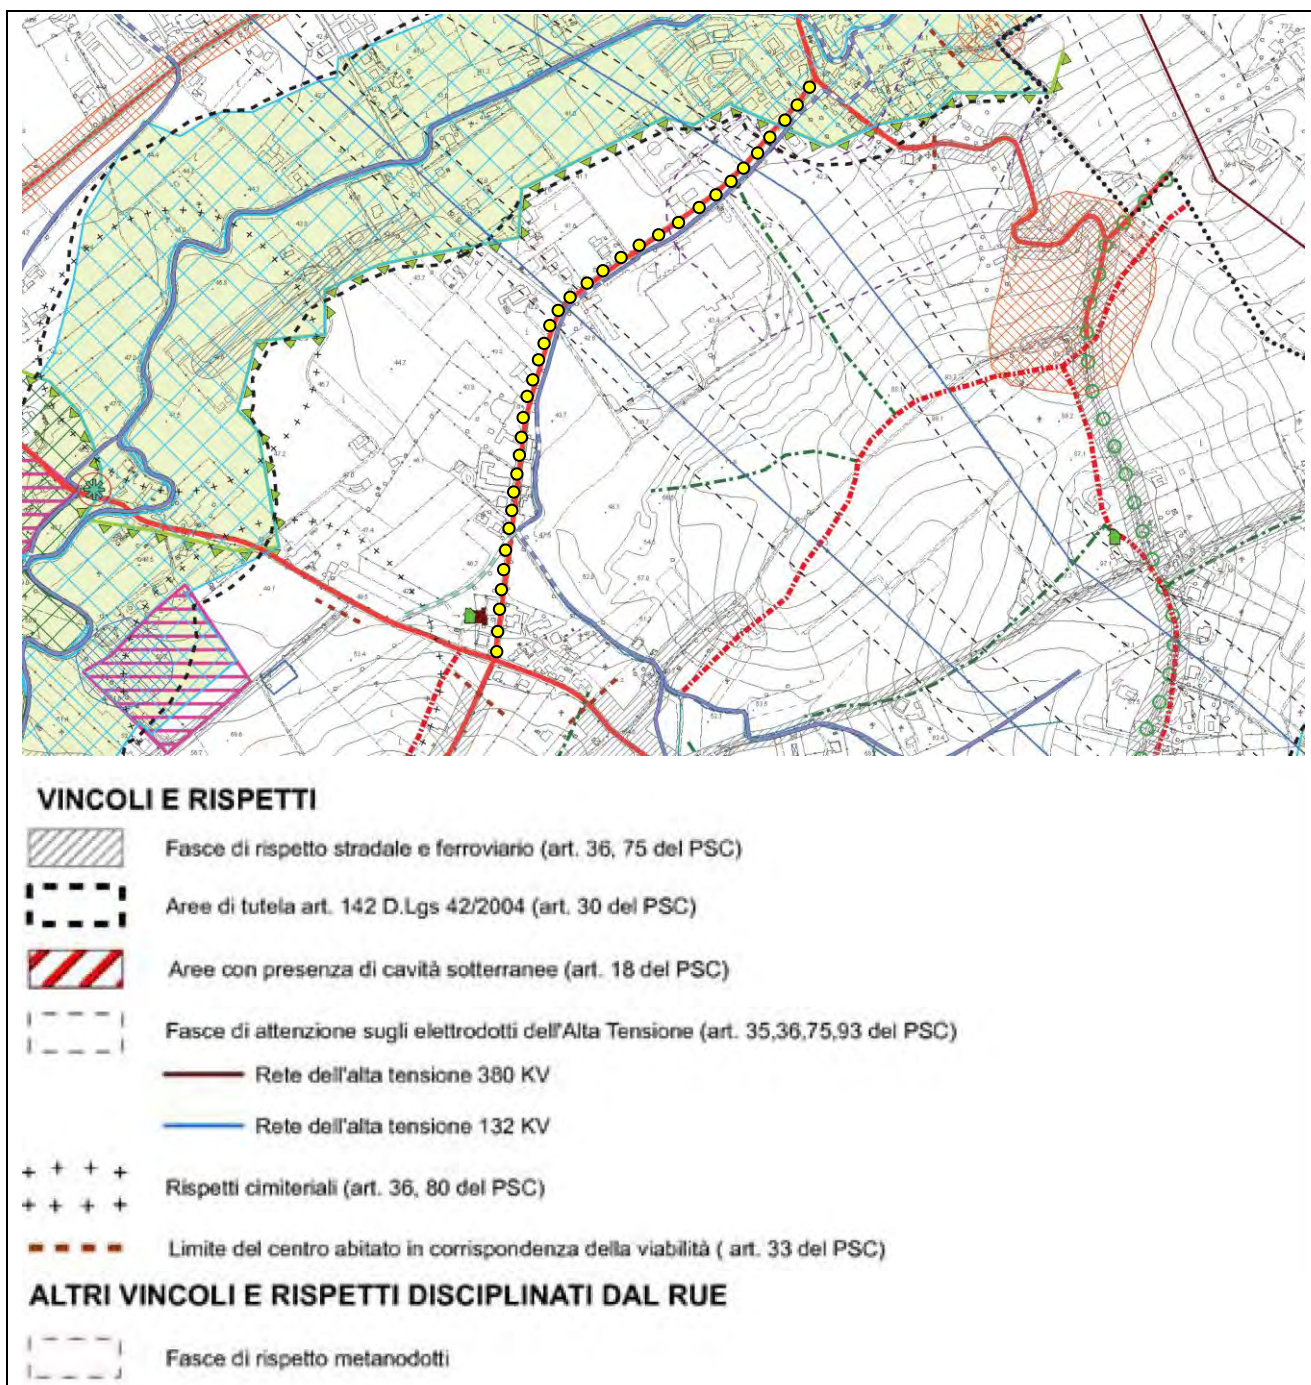 VINCOLI E RISPETTI
Fasce di rispetto stradale e ferroviario (art. 36, 75 del PSC)
Aree di tutela art. 142 D.Lgs 42/2004 (art. 30 del PSC)
Aree con presenza di cavità sotterranee (art. 18 del PSC)
Fasce di attenzione sugli elettrodotti dell'Alta Tensione (art. 35,36,75,93 del PSC)
Rete dell'alta tensione 380 KV
Rete dell'alta tensione 132 KV
Rispetti cimiteriali (art. 36, 80 del PSC)
Limite del centro abitato in corrispondenza della viabilità ( art. 33 del PSC)
ALTRI VINCOLI E RISPETTI DISCIPLINATI DAL RUE
Fasce di rispetto metanodotti